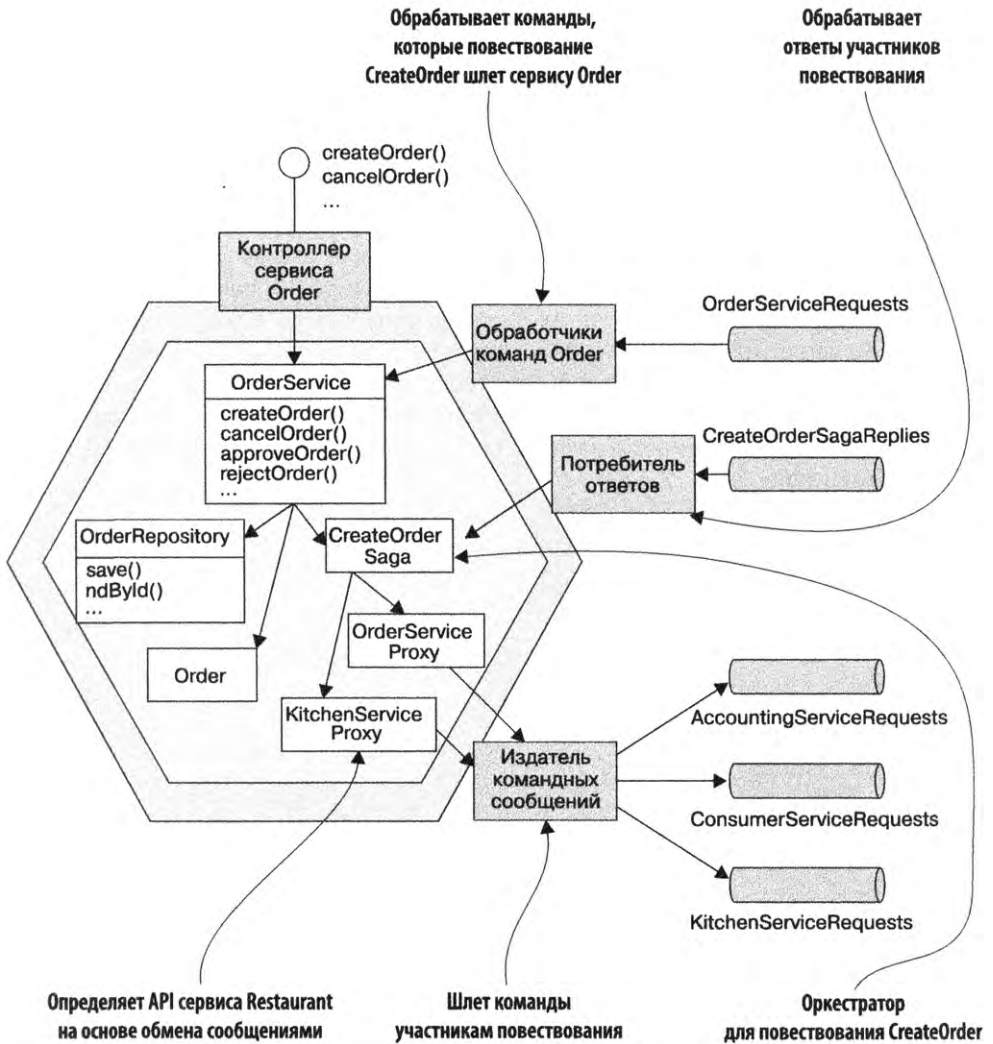 Обрабатывает команды,
которые повествование
CreateOrder шлет сервису Order
Обрабатывает
ответы участников
повествования
createOrder()
cancelOrder()
...
Контроллер
сервиса
Order
OrderServiceRequests
Обработчики
команд Order
OrderService
createOrder()
cancelOrder()
approveOrder()
rejectOrder()
...
CreateOrderSagaReplies
Потребитель
ответов
OrderRepository
save()
ndById()
...
CreateOrder
Saga
OrderService
Proxy
Order
KitchenService
Proxy
AccountingServiceRequests
Издатель
командных
сообщений
ConsumerServiceRequests
KitchenServiceRequests
Определяет API сервиса Restaurant
на основе обмена сообщениями
Шлет команды
участникам повествования
Оркестратор
для повествования CreateOrder